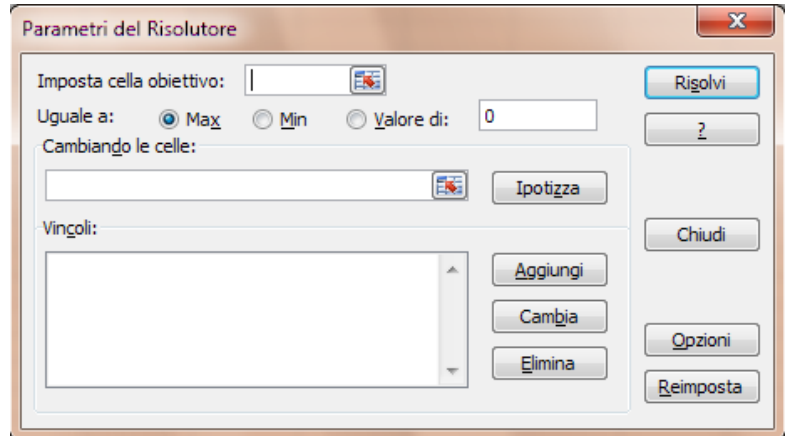 Parametri del Risolutore
Imposta cella obiettivo:
Risolvi
Uguale a: Max Min Valore di: 0
?
Cambiando le celle:
Ipotizza
Vincoli:
Chiudi
Aggiungi
Cambia
Opzioni
Elimina
Reimposta